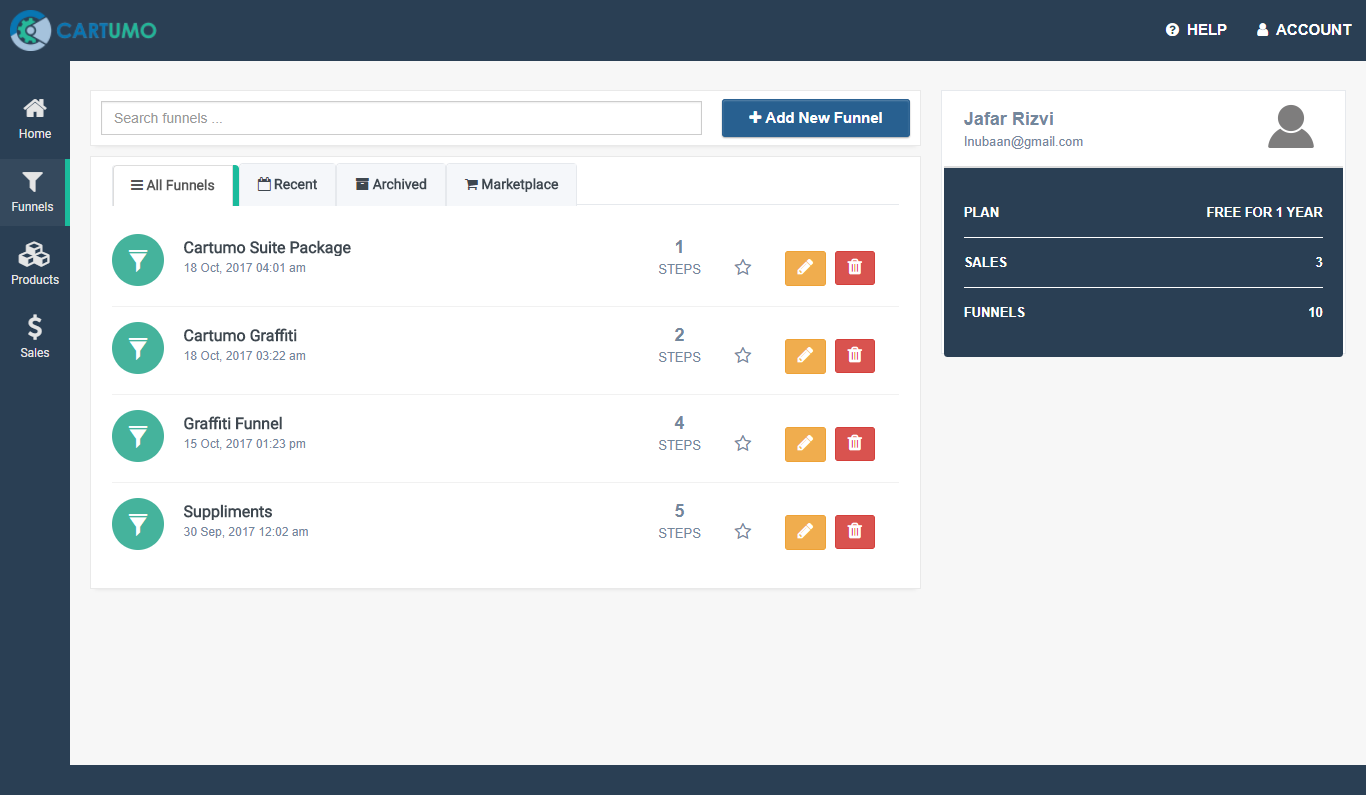 CARTUMO
HELP
ACCOUNT
Home
Funnels
Products
Sales
Search funnels ...
Add New Funnel
All Funnels
Recent
Archived
Marketplace
Cartumo Suite Package
18 Oct, 2017 04:01 am
1
STEPS
Cartumo Graffiti
18 Oct, 2017 03:22 am
2
STEPS
Graffiti Funnel
15 Oct, 2017 01:23 pm
4
STEPS
Suppliments
30 Sep, 2017 12:02 am
5
STEPS
Jafar Rizvi
lnubaan@gmail.com
PLAN FREE FOR 1 YEAR
SALES 3
FUNNELS 10